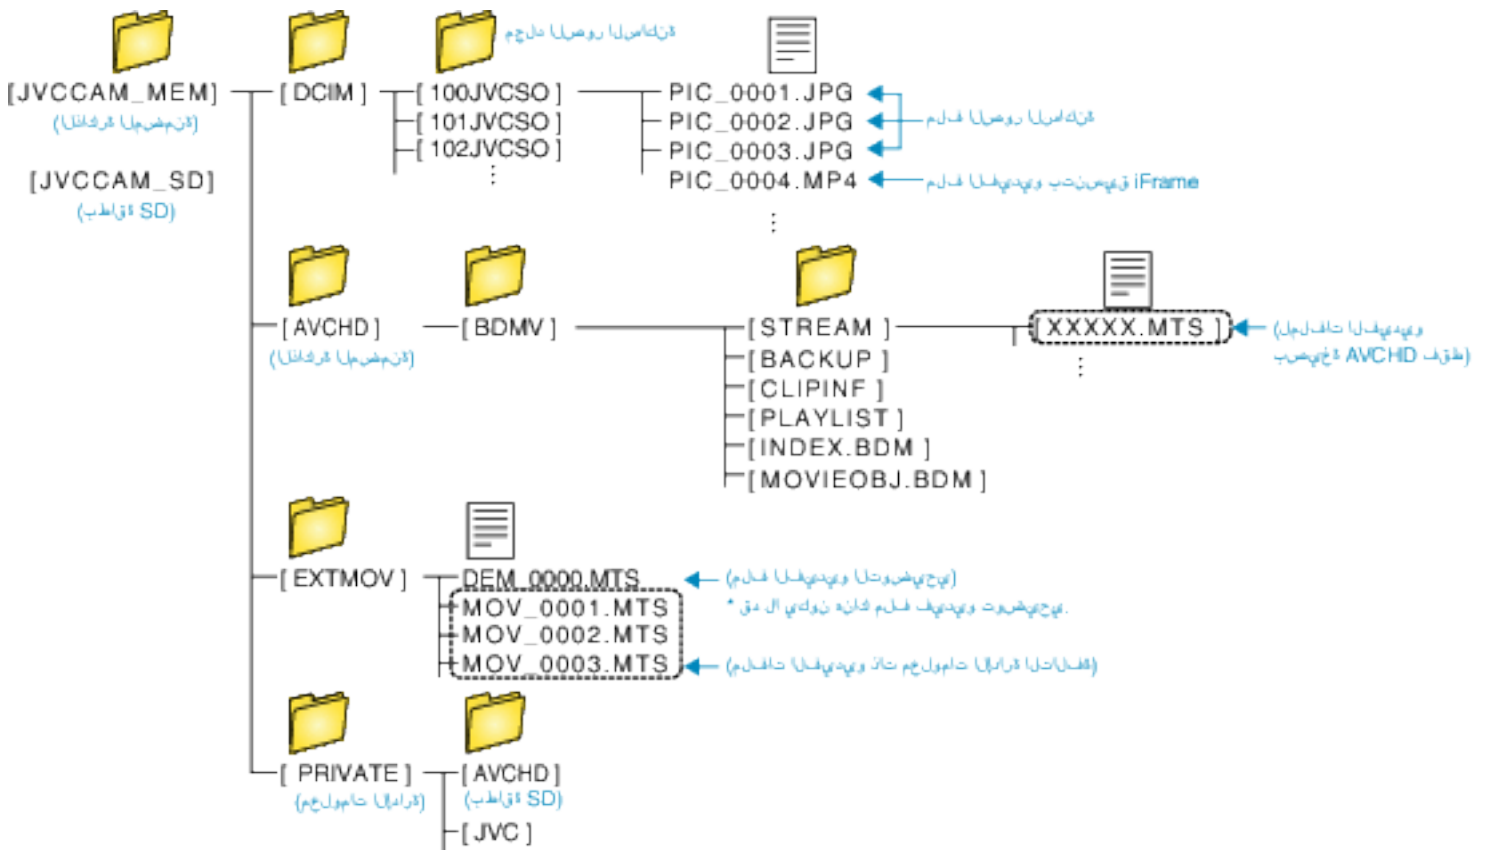 مجلد الصور الساكنة
[JVCCAM_MEM] [DCIM] [100JVCSO] PIC_0001.JPG
(الذاكرة المضمنة) [101JVCSO] PIC_0002.JPG ملف الصور الساكنة
[102JVCSO] PIC_0003.JPG
[JVCCAM_SD] ⋮ PIC_0004.MP4 ملف الفيديو بتنسيق iFrame
(بطاقة SD)
⋮
[AVCHD] [BDMV] [STREAM] [XXXXX.MTS] (لملفات الفيديو
(الذاكرة المضمنة) [BACKUP] ⋮ بصيغة AVCHD فقط)
[CLIPINF]
[PLAYLIST]
[INDEX.BDM]
[MOVIEOBJ.BDM]
[EXTMOV] DEM_0000.MTS (ملف الفيديو التوضيحي)
MOV_0001.MTS * قد لا يكون هناك ملف فيديو توضيحي.
MOV_0002.MTS
MOV_0003.MTS (ملفات الفيديو ذات معلومات الإدارة التالفة)
[PRIVATE] [AVCHD]
(معلومات الإدارة) (بطاقة SD)
[JVC]